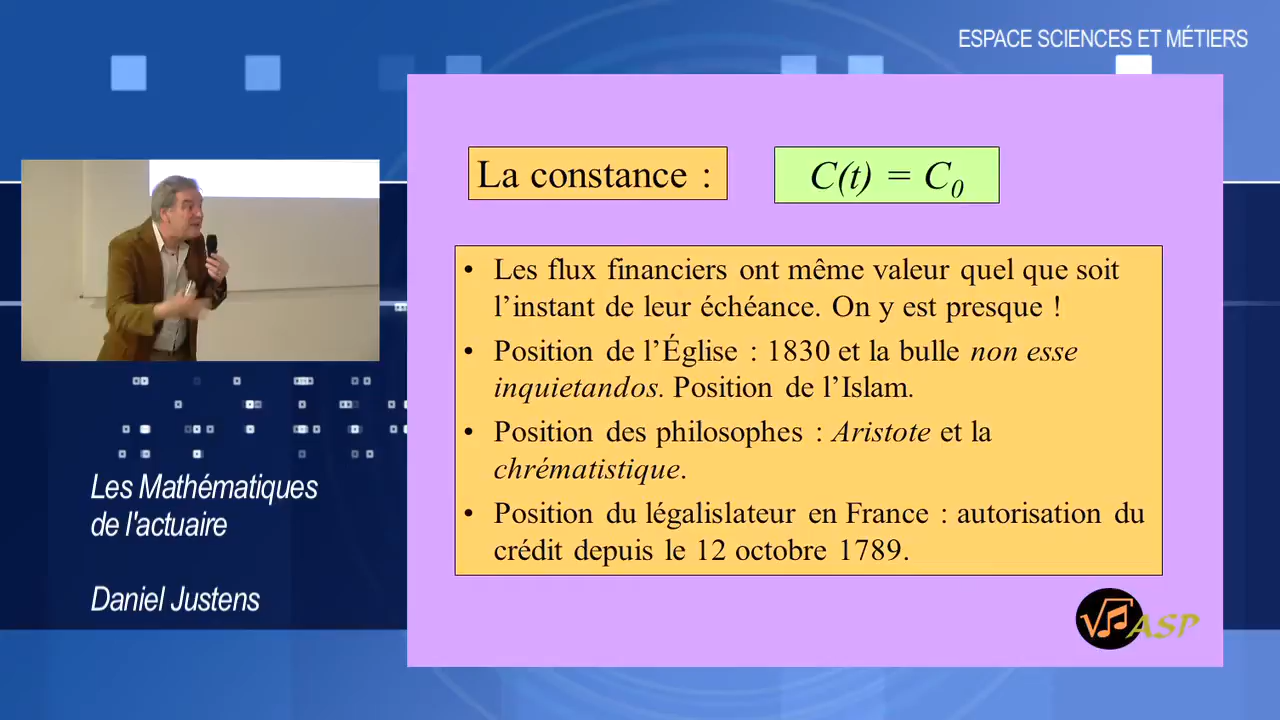 ESPACE SCIENCES ET MÉTIERS
La constance :
C(t) = C₀
• Les flux financiers ont même valeur quel que soit
l’instant de leur échéance. On y est presque !
• Position de l’Église : 1830 et la bulle non esse
inquietandos. Position de l’Islam.
• Position des philosophes : Aristote et la
chrématistique.
• Position du légalislateur en France : autorisation du
crédit depuis le 12 octobre 1789.
Les Mathématiques
de l'actuaire
Daniel Justens
ASP